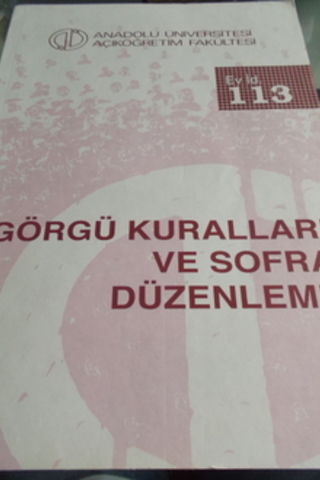 ANADOLU ÜNİVERSİTESİ
AÇIKÖĞRETİM FAKÜLTESİ
Ev İd.
113
GÖRGÜ KURALLAR
VE SOFRA
DÜZENLEM